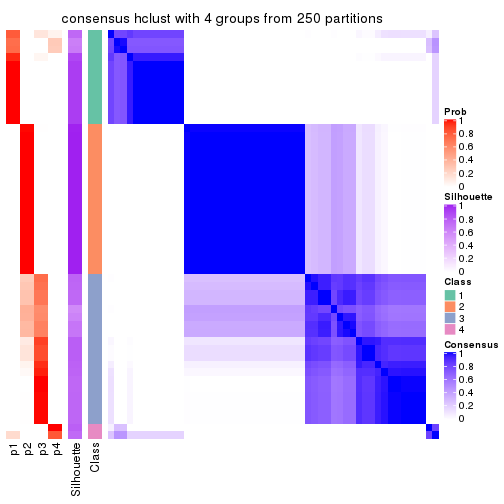 consensus hclust with 4 groups from 250 partitions
Prob
1
0.8
0.6
0.4
0.2
0
Silhouette
1
0.8
0.6
0.4
0.2
0
Class
1
2
3
4
Consensus
1
0.8
0.6
0.4
0.2
0
p1
p2
p3
p4
Silhouette
Class